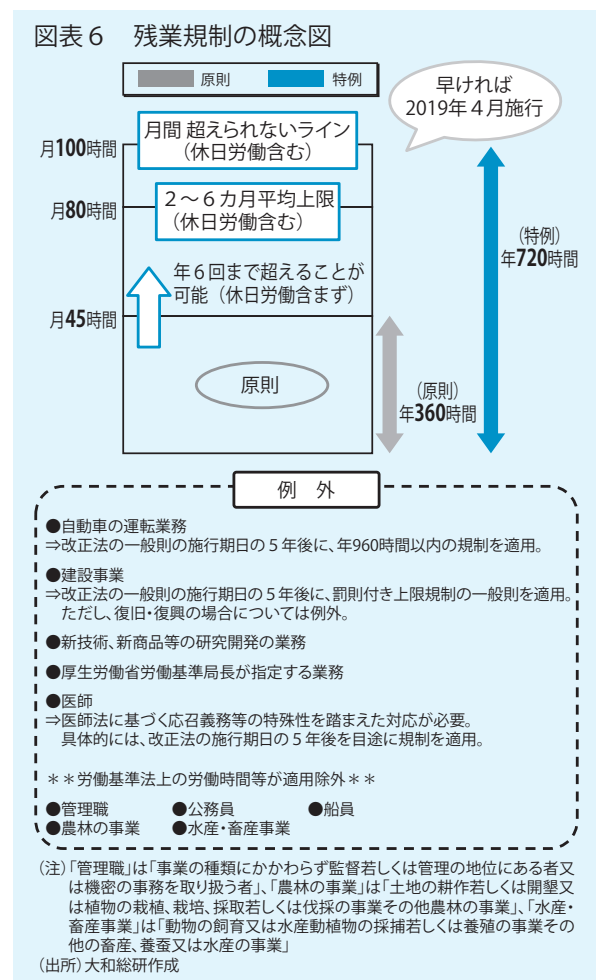 図表6 残業規制の概念図
原則 特例
早ければ
2019年4月施行
月100時間
月間 超えられないライン
（休日労働含む）
月80時間
２～６カ月平均上限
（休日労働含む）
（特例）
年720時間
年６回まで超えることが
可能（休日労働含まず）
月45時間
原則
（原則）
年360時間
例 外
●自動車の運転業務
⇒改正法の一般則の施行期日の５年後に、年960時間以内の規制を適用。
●建設事業
⇒改正法の一般則の施行期日の５年後に、罰則付き上限規制の一般則を適用。
ただし、復旧・復興の場合については例外。
●新技術、新商品等の研究開発の業務
●厚生労働省労働基準局長が指定する業務
●医師
⇒医師法に基づく応召義務等の特殊性を踏まえた対応が必要。
具体的には、改正法の施行期日の５年後を目途に規制を適用。
＊＊労働基準法上の労働時間等が適用除外＊＊
●管理職 ●公務員 ●船員
●農林の事業 ●水産・畜産事業
（注）「管理職」は「事業の種類にかかわらず監督若しくは管理の地位にある者又
は機密の事務を取り扱う者」、「農林の事業」は「土地の耕作若しくは開墾又
は植物の栽植、栽培、採取若しくは伐採の事業その他農林の事業」、「水産・
畜産事業」は「動物の飼育又は水産動植物の採捕若しくは養殖の事業その
他の畜産、養蚕又は水産の事業」
（出所）大和総研作成